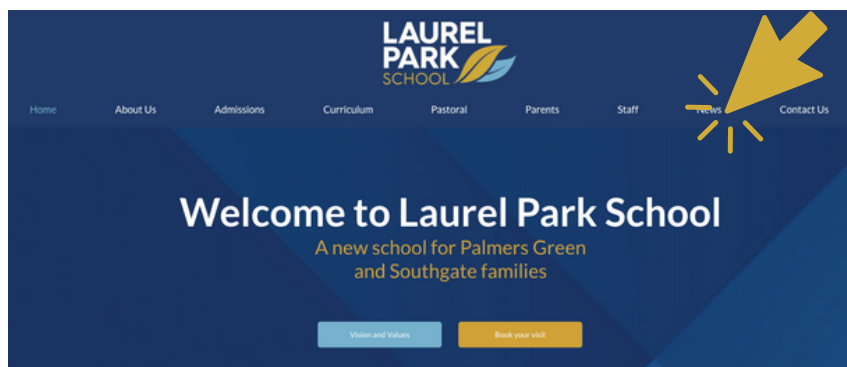 LAUREL
PARK
SCHOOL
Home About Us Admissions Curriculum Pastoral Parents Staff News Contact Us
Welcome to Laurel Park School
A new school for Palmers Green
and Southgate families
Vision and Values Book your visit